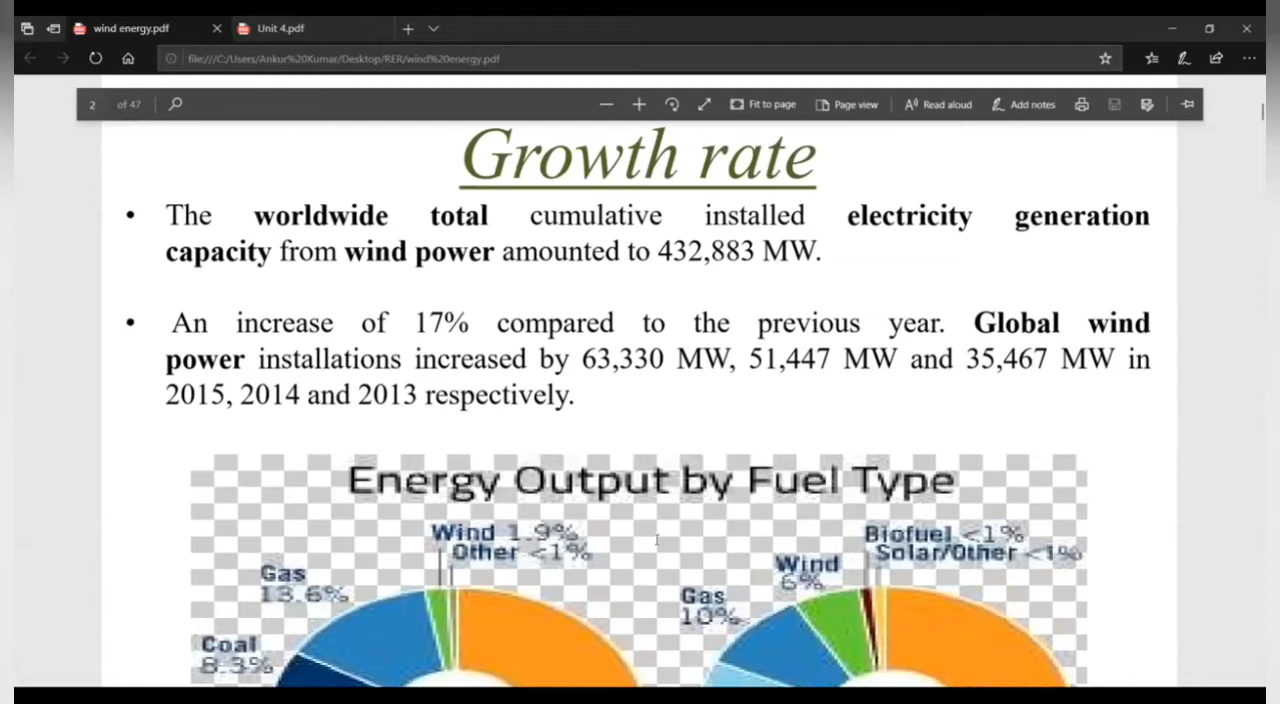 wind energy.pdf
Unit 4.pdf
file:///C:/Users/Ankur%20Kumar/Desktop/RER/wind%20energy.pdf
2 of 47
Fit to page
Page view
Read aloud
Add notes
Growth rate
• The worldwide total cumulative installed electricity generation
capacity from wind power amounted to 432,883 MW.
• An increase of 17% compared to the previous year. Global wind
power installations increased by 63,330 MW, 51,447 MW and 35,467 MW in
2015, 2014 and 2013 respectively.
Energy Output by Fuel Type
Wind 1.9%
Other <1%
Gas
13.6%
Coal
8.3%
Biofuel <1%
Solar/Other <1%
Wind
6%
Gas
10%